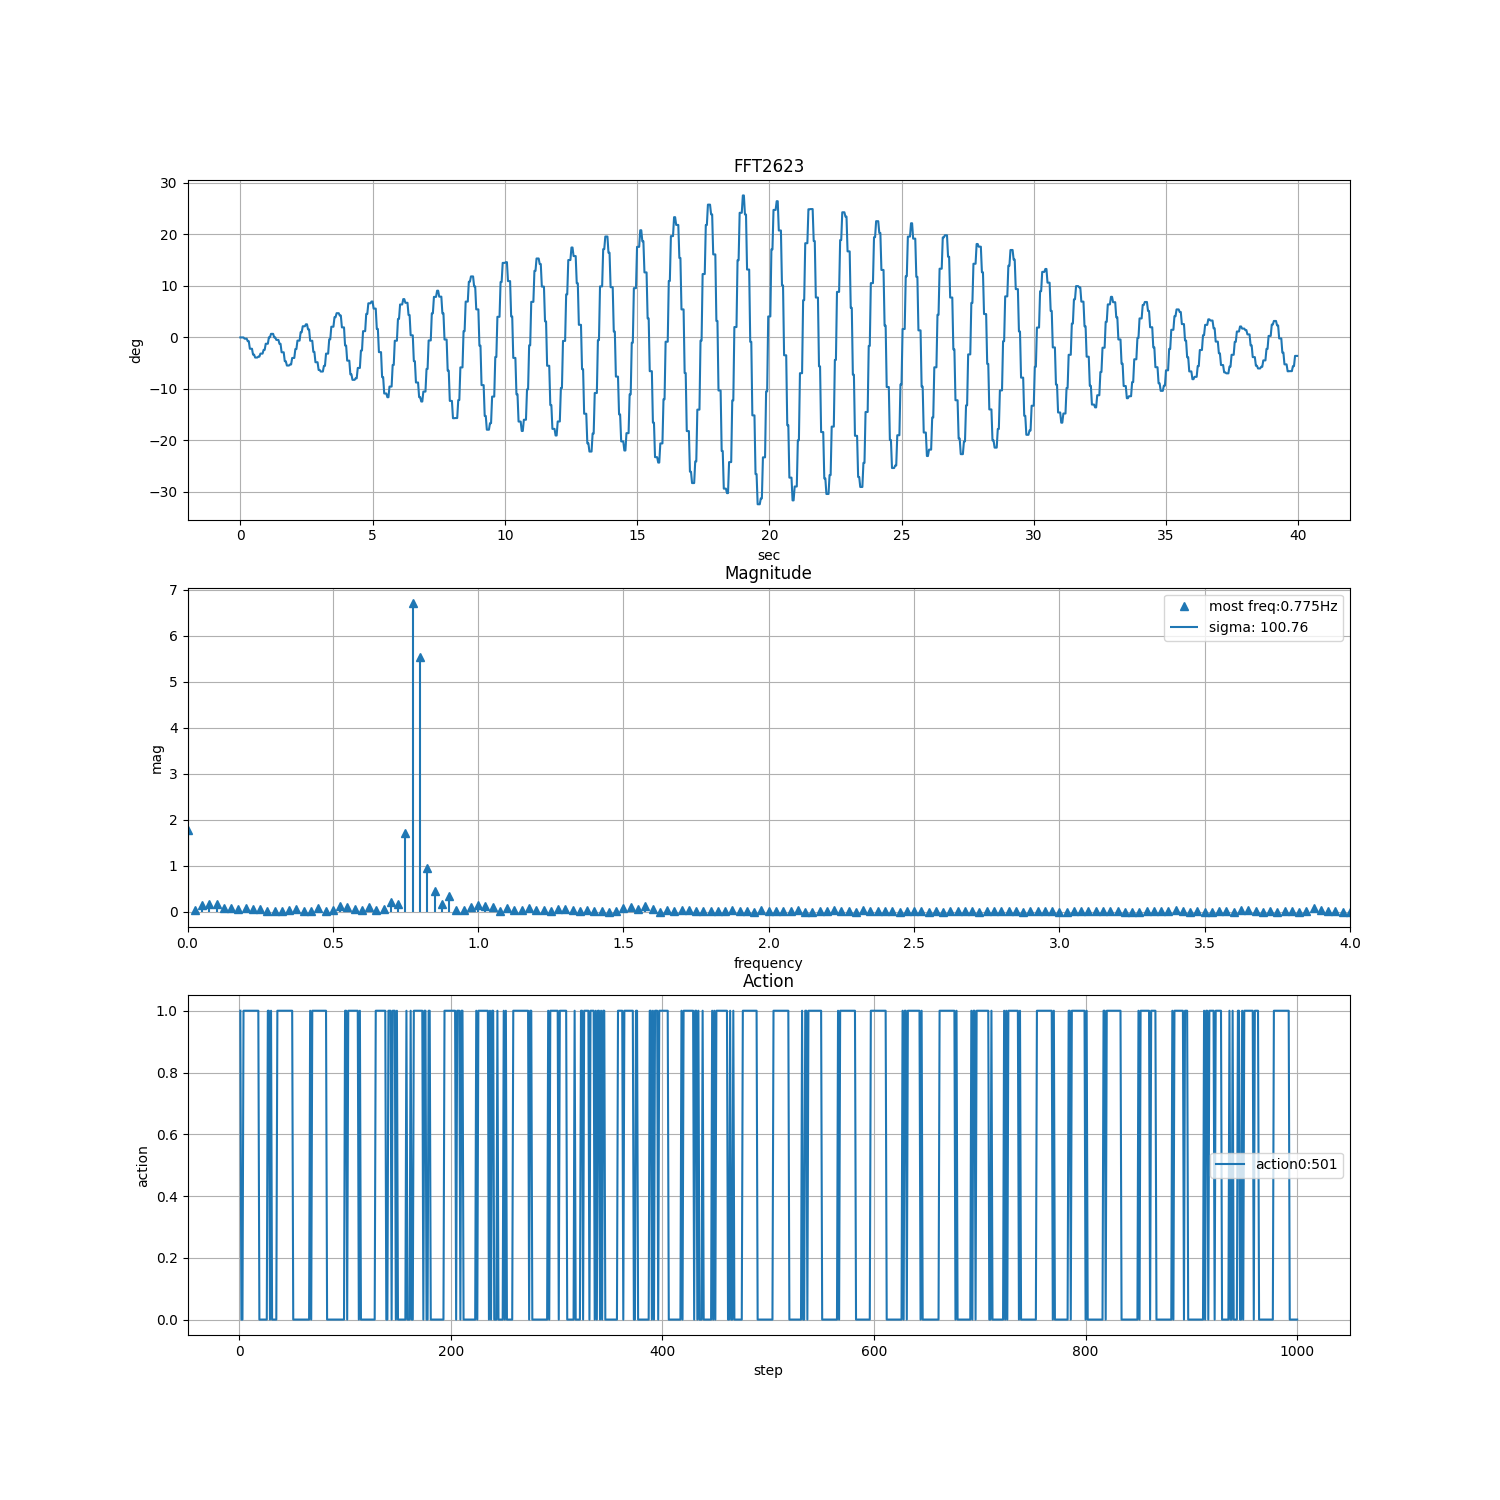 FFT2623
30
20
10
0
−10
−20
−30
deg
0 5 10 15 20 25 30 35 40
sec
Magnitude
7
6
5
4
3
2
1
0
mag
most freq:0.775Hz
sigma: 100.76
0.0 0.5 1.0 1.5 2.0 2.5 3.0 3.5 4.0
frequency
Action
1.0
0.8
0.6
0.4
0.2
0.0
action
action0:501
0 200 400 600 800 1000
step